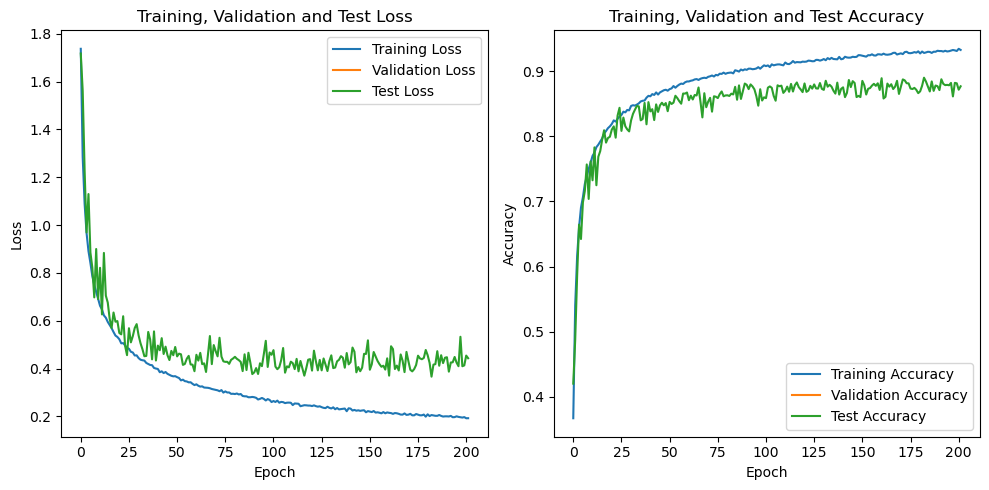 Training, Validation and Test Loss
1.8
1.6
1.4
1.2
1.0
0.8
0.6
0.4
0.2
Loss
0 25 50 75 100 125 150 175 200
Epoch
Training Loss
Validation Loss
Test Loss
Training, Validation and Test Accuracy
0.9
0.8
0.7
0.6
0.5
0.4
Accuracy
0 25 50 75 100 125 150 175 200
Epoch
Training Accuracy
Validation Accuracy
Test Accuracy